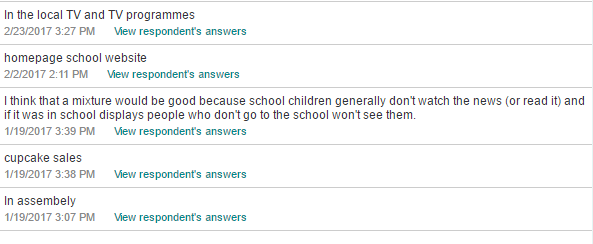 In the local TV and TV programmes
2/23/2017 3:27 PM View respondent's answers
homepage school website
2/2/2017 2:11 PM View respondent's answers
I think that a mixture would be good because school children generally don't watch the news (or read it) and
if it was in school displays people who don't go to the school won't see them.
1/19/2017 3:39 PM View respondent's answers
cupcake sales
1/19/2017 3:38 PM View respondent's answers
In assembely
1/19/2017 3:07 PM View respondent's answers